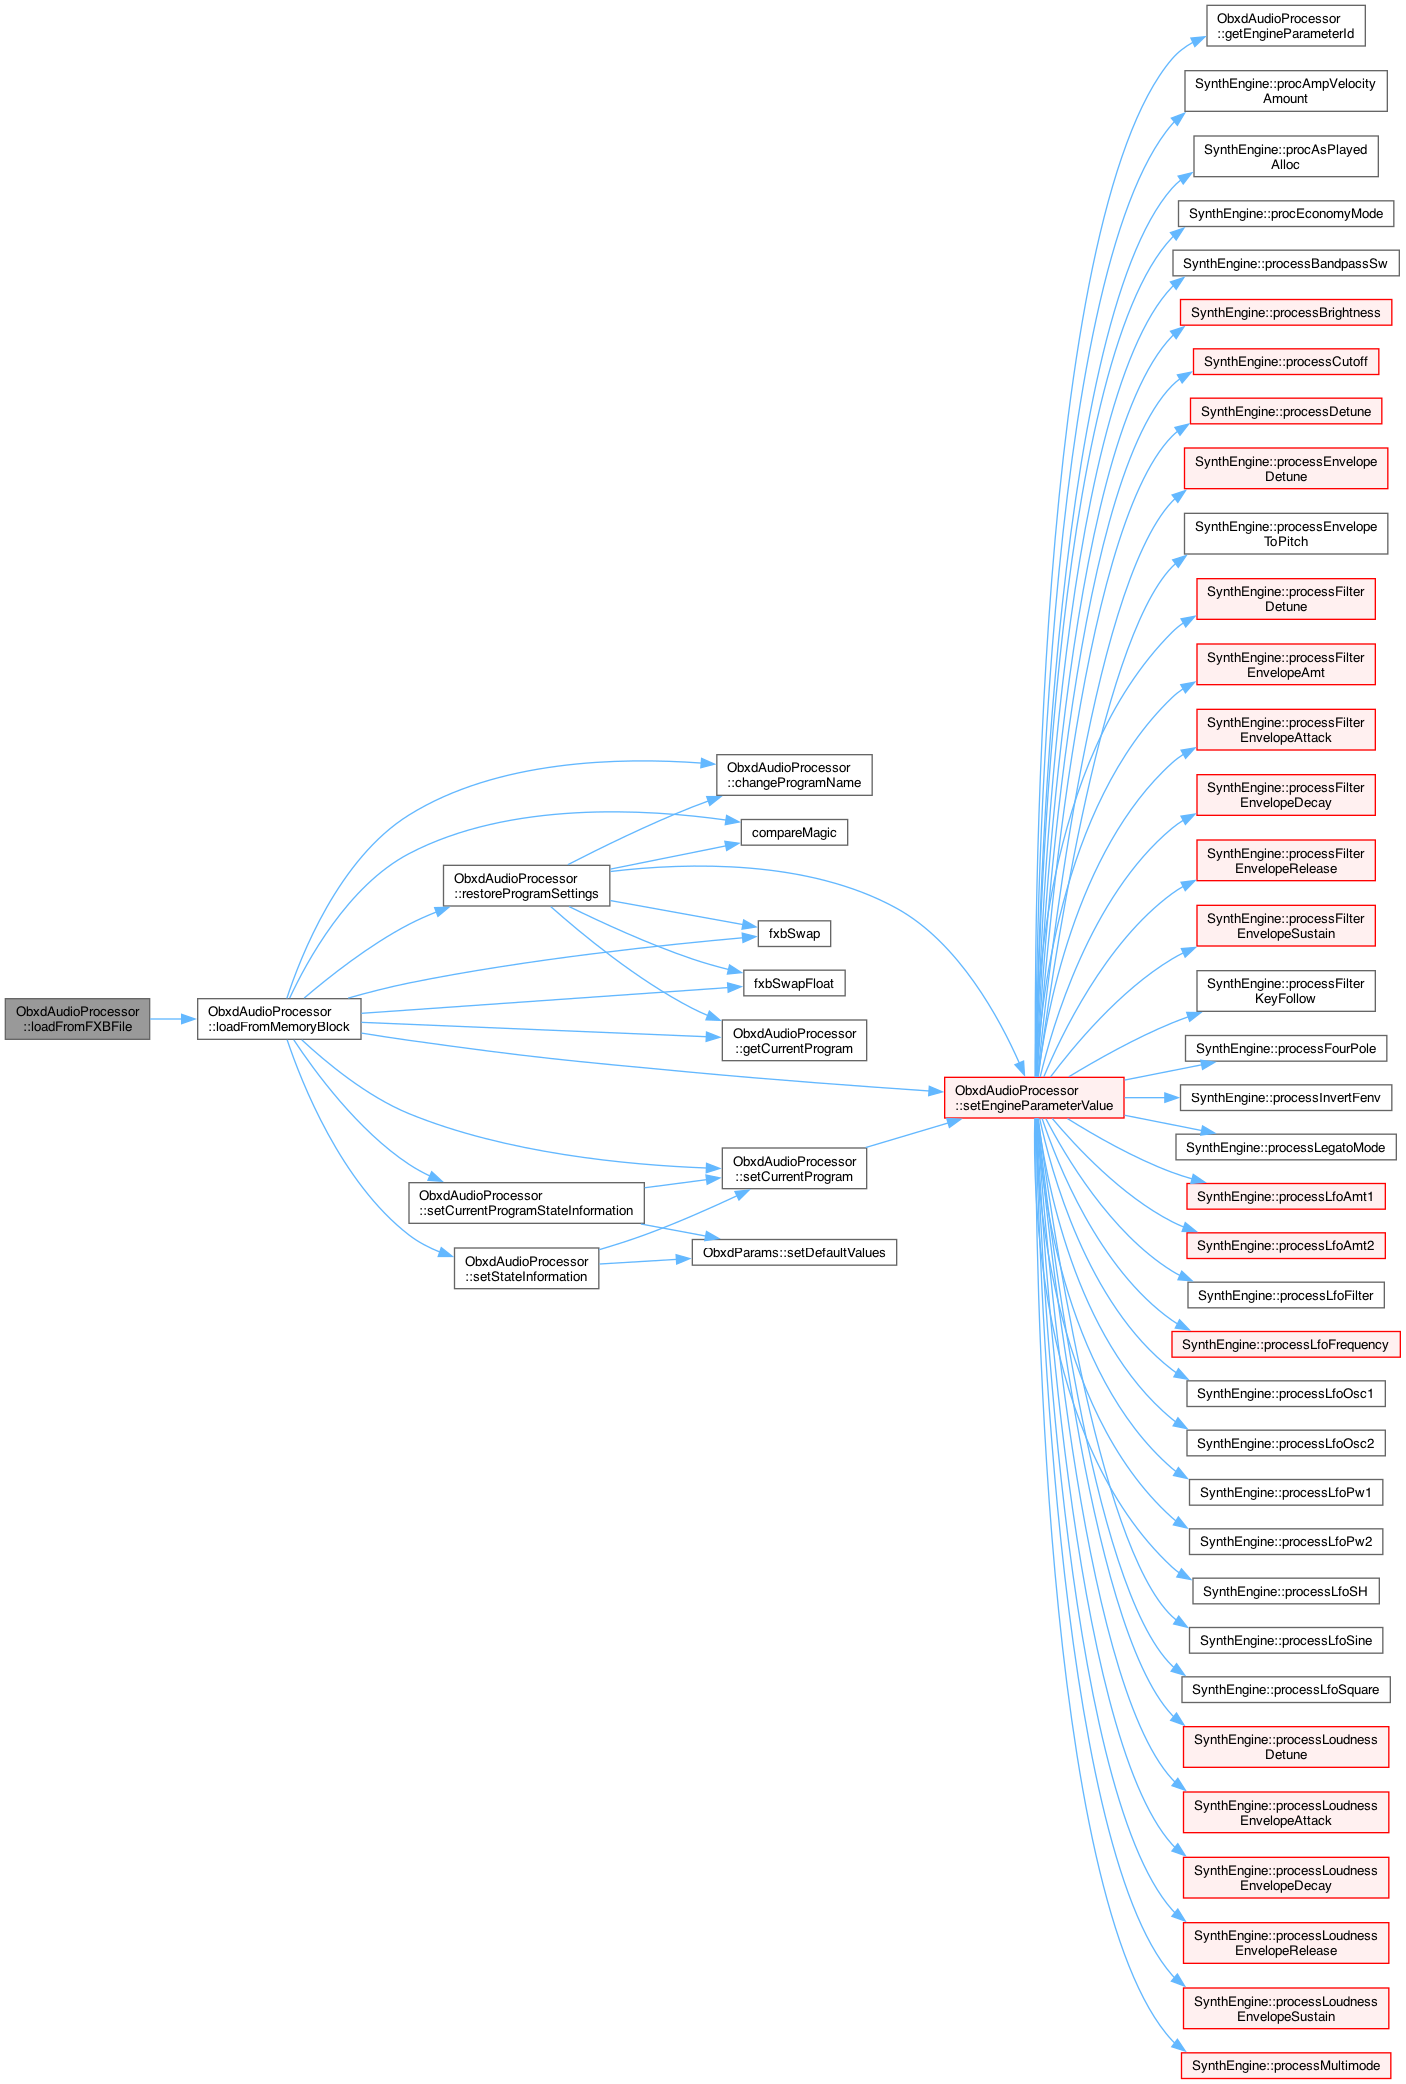 ObxdAudioProcessor
::loadFromFXBFile
ObxdAudioProcessor
::loadFromMemoryBlock
ObxdAudioProcessor
::changeProgramName
compareMagic
ObxdAudioProcessor
::restoreProgramSettings
fxbSwap
fxbSwapFloat
ObxdAudioProcessor
::getCurrentProgram
ObxdAudioProcessor
::setEngineParameterValue
ObxdAudioProcessor
::setCurrentProgram
ObxdAudioProcessor
::setCurrentProgramStateInformation
ObxdParams::setDefaultValues
ObxdAudioProcessor
::setStateInformation
ObxdAudioProcessor
::getEngineParameterId
SynthEngine::procAmpVelocity
Amount
SynthEngine::procAsPlayed
Alloc
SynthEngine::procEconomyMode
SynthEngine::processBandpassSw
SynthEngine::processBrightness
SynthEngine::processCutoff
SynthEngine::processDetune
SynthEngine::processEnvelope
Detune
SynthEngine::processEnvelope
ToPitch
SynthEngine::processFilter
Detune
SynthEngine::processFilter
EnvelopeAmt
SynthEngine::processFilter
EnvelopeAttack
SynthEngine::processFilter
EnvelopeDecay
SynthEngine::processFilter
EnvelopeRelease
SynthEngine::processFilter
EnvelopeSustain
SynthEngine::processFilter
KeyFollow
SynthEngine::processFourPole
SynthEngine::processInvertFenv
SynthEngine::processLegatoMode
SynthEngine::processLfoAmt1
SynthEngine::processLfoAmt2
SynthEngine::processLfoFilter
SynthEngine::processLfoFrequency
SynthEngine::processLfoOsc1
SynthEngine::processLfoOsc2
SynthEngine::processLfoPw1
SynthEngine::processLfoPw2
SynthEngine::processLfoSH
SynthEngine::processLfoSine
SynthEngine::processLfoSquare
SynthEngine::processLoudness
Detune
SynthEngine::processLoudness
EnvelopeAttack
SynthEngine::processLoudness
EnvelopeDecay
SynthEngine::processLoudness
EnvelopeRelease
SynthEngine::processLoudness
EnvelopeSustain
SynthEngine::processMultimode